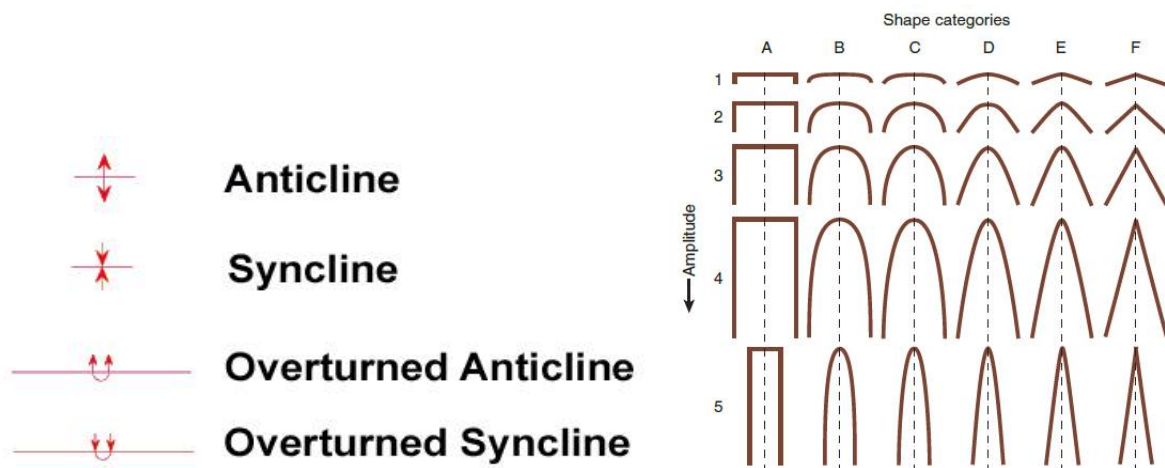 Anticline
Syncline
Overturned Anticline
Overturned Syncline
Shape categories
A B C D E F
1
2
3
4
5
Amplitude